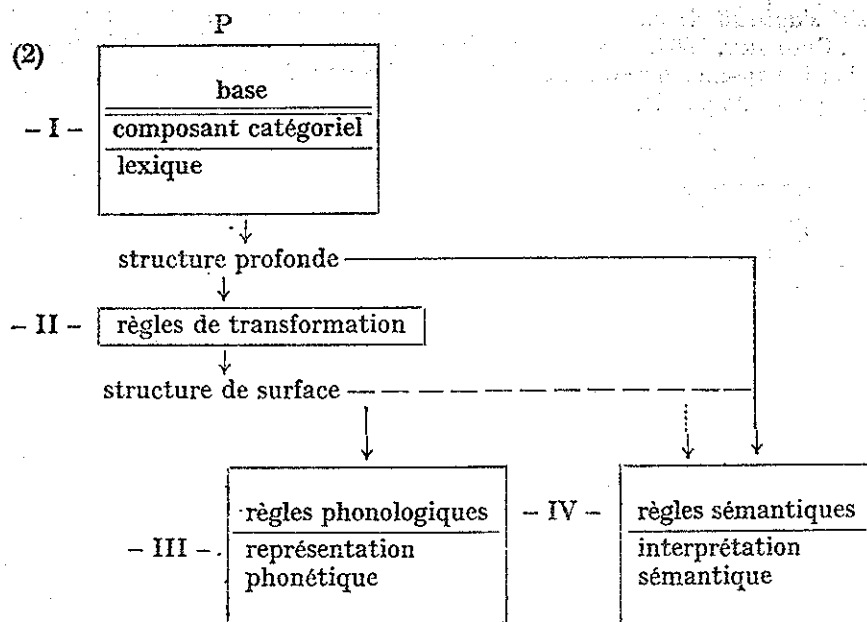 P
(2)
base
– I – composant catégoriel
lexique
structure profonde
– II – règles de transformation
structure de surface
règles phonologiques – IV – règles sémantiques
– III – représentation interprétation
phonétique sémantique